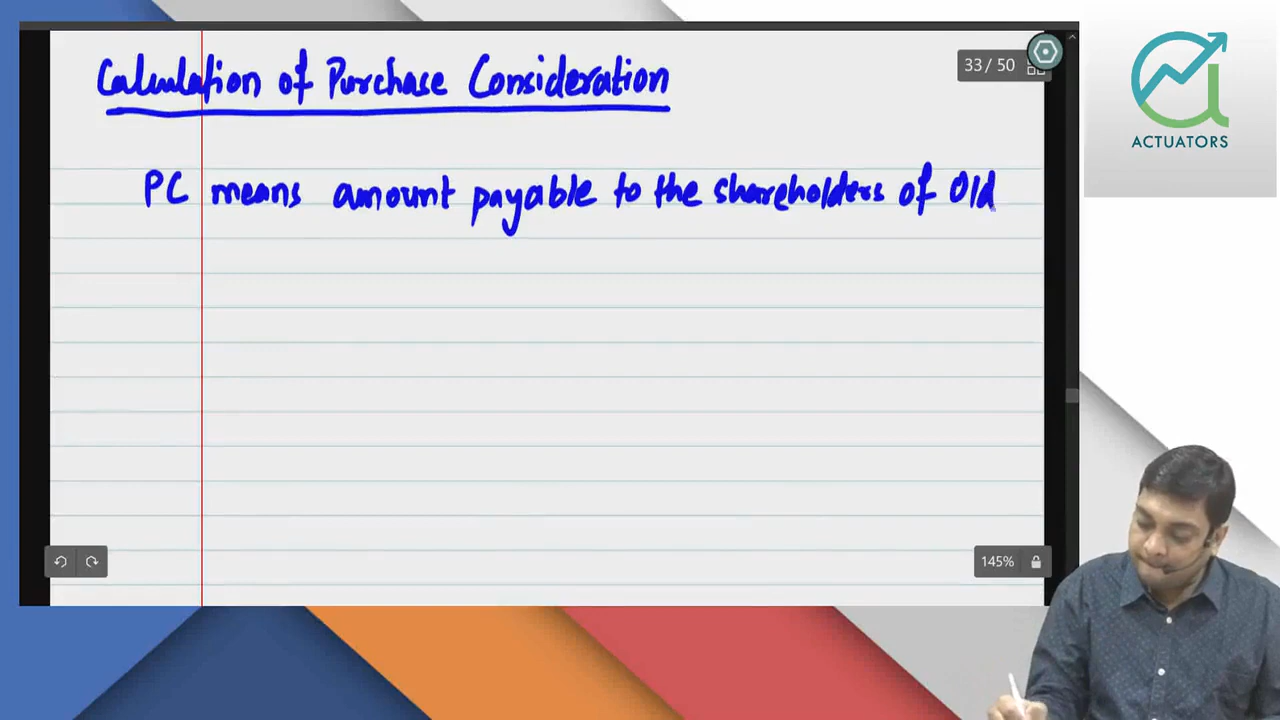 Calculation of Purchase Consideration
33 / 50
ACTUATORS
PC means amount payable to the shareholders of Old
145%